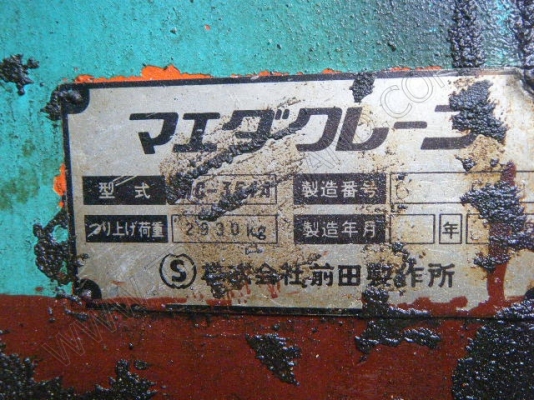 マエダクレーン
型式 製造番号
つり上げ荷重 2930kg 製造年月 年
Ⓢ株式会社前田製作所